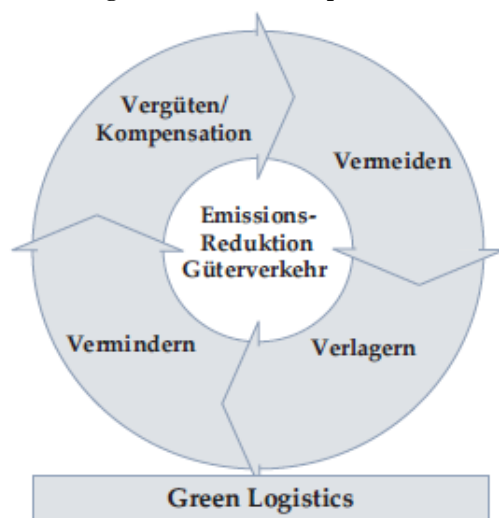 Vergüten/
Kompensation
Vermeiden
Emissions-
Reduktion
Güterverkehr
Vermindern
Verlagern
Green Logistics